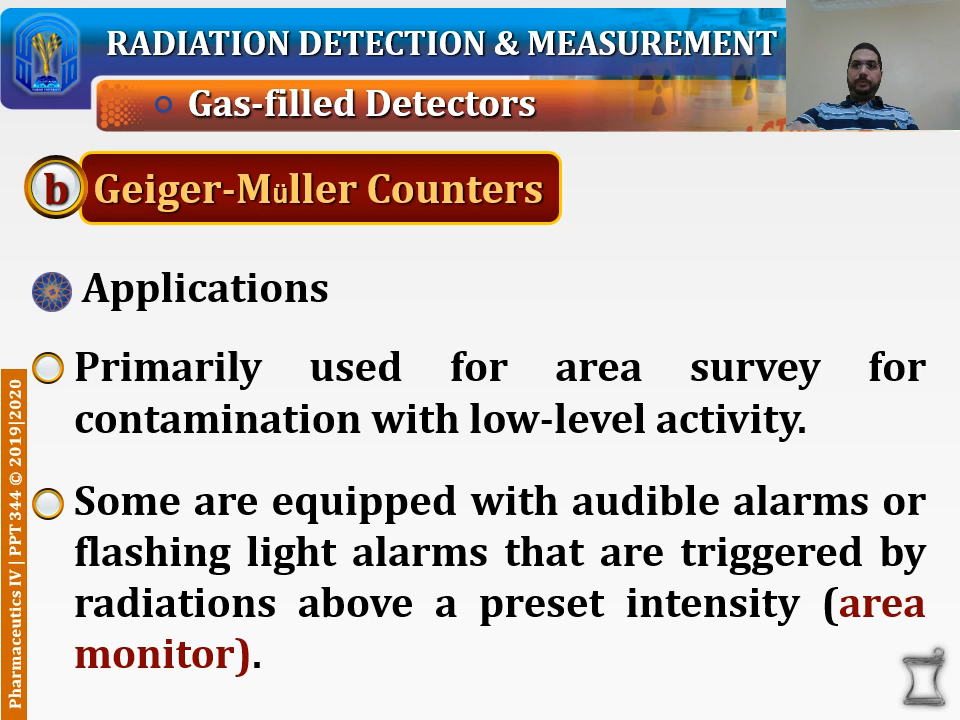 RADIATION DETECTION & MEASUREMENT
Gas-filled Detectors
b Geiger-Müller Counters
Applications
Primarily used for area survey for
contamination with low-level activity.
Some are equipped with audible alarms or
flashing light alarms that are triggered by
radiations above a preset intensity (area
monitor).
Pharmaceutics IV | PPT 344 © 2019|2020